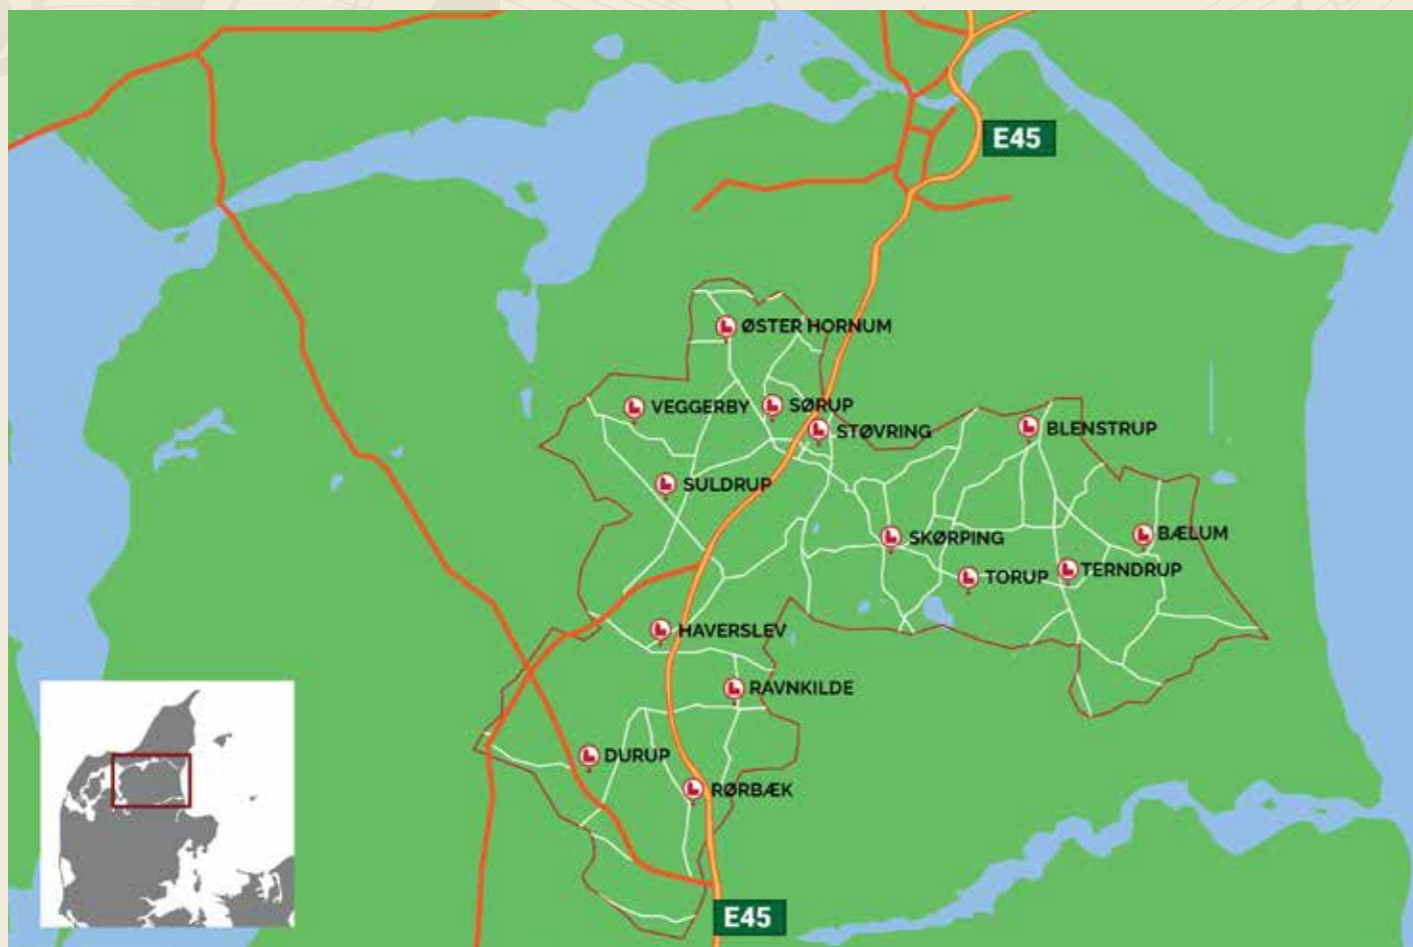 E45
ØSTER HORNUM
VEGGERBY
SØRUP
STØVRING
BLENSTRUP
SULDRUP
SKØRPING
BÆLUM
TORUP
TERNDRUP
HAVERSLEV
RAVNKILDE
DURUP
RØRBÆK
E45